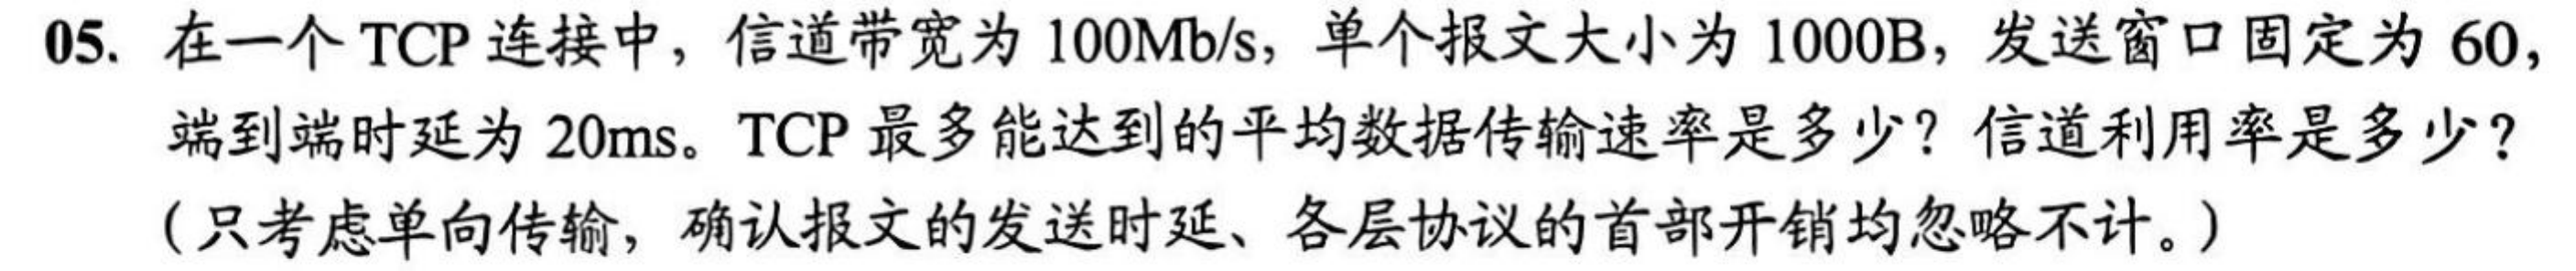 05. 在一个 TCP 连接中，信道带宽为 100Mb/s，单个报文大小为 1000B，发送窗口固定为 60，
端到端时延为 20ms。TCP 最多能达到的平均数据传输速率是多少？信道利用率是多少？
（只考虑单向传输，确认报文的发送时延、各层协议的首部开销均忽略不计。）